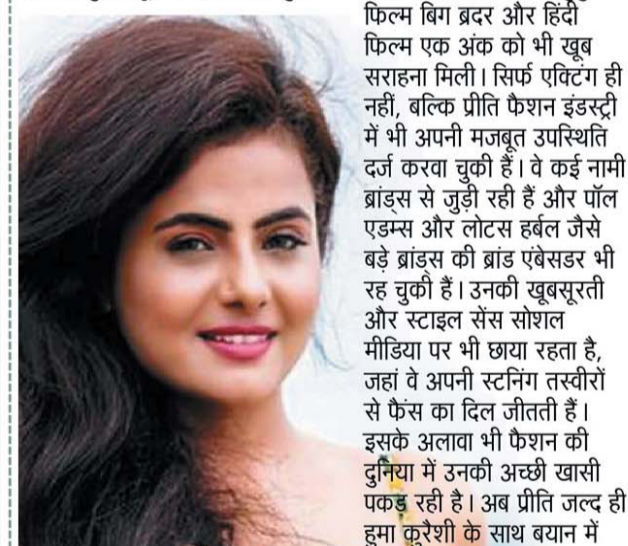 फिल्म बिग ब्रदर और हिंदी
फिल्म एक अंक को भी खूब
सराहना मिली। सिर्फ एक्टिंग ही
नहीं, बल्कि प्रीति फैशन इंडस्ट्री
में भी अपनी मजबूत उपस्थिति
दर्ज करवा चुकी हैं। वे कई नामी
ब्रांड्स से जुड़ी रही हैं और पॉल
एडम्स और लोटस हर्बल जैसे
बड़े ब्रांड्स की ब्रांड एंबेसडर भी
रह चुकी हैं। उनकी खूबसूरती
और स्टाइल सेंस सोशल
मीडिया पर भी छाया रहता है,
जहां वे अपनी स्टनिंग तस्वीरों
से फैंस का दिल जीतती हैं।
इसके अलावा भी फैशन की
दुनिया में उनकी अच्छी खासी
पकड़ रही है। अब प्रीति जल्द ही
हुमा कुरैशी के साथ बयान में